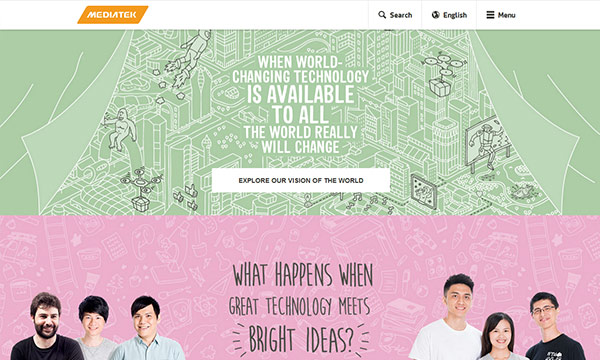 MEDIATEK
Search
English
Menu
WHEN WORLD-
CHANGING TECHNOLOGY
IS AVAILABLE
TO ALL
THE WORLD REALLY
WILL CHANGE
EXPLORE OUR VISION OF THE WORLD
WHAT HAPPENS WHEN
GREAT TECHNOLOGY MEETS
BRIGHT IDEAS?